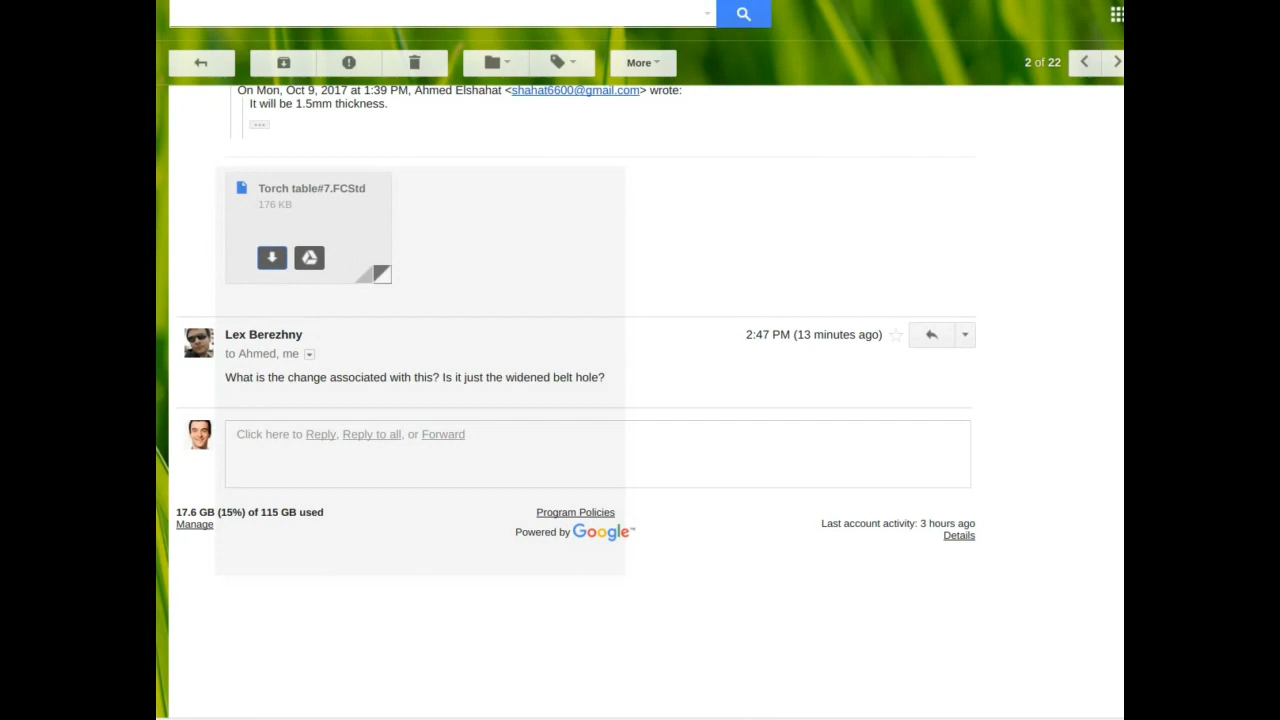 More
2 of 22
On Mon, Oct 9, 2017 at 1:39 PM, Ahmed Elshahat <shahat6600@gmail.com> wrote:
It will be 1.5mm thickness.
Torch table#7.FCStd
176 KB
Lex Berezhny
2:47 PM (13 minutes ago)
to Ahmed, me
What is the change associated with this? Is it just the widened belt hole?
Click here to Reply, Reply to all, or Forward
17.6 GB (15%) of 115 GB used
Manage
Program Policies
Powered by Google™
Last account activity: 3 hours ago
Details